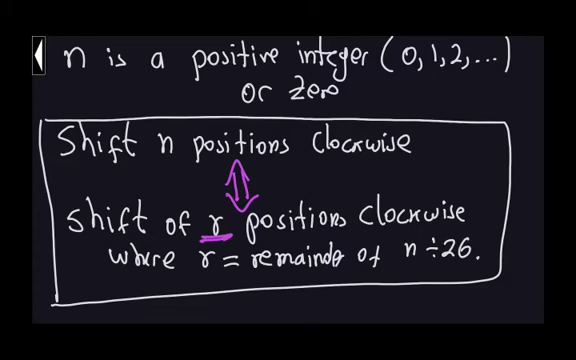 n is a positive integer (0, 1, 2, ...)
or zero
Shift n positions clockwise
shift of r positions clockwise
where r = remainder of n ÷ 26.